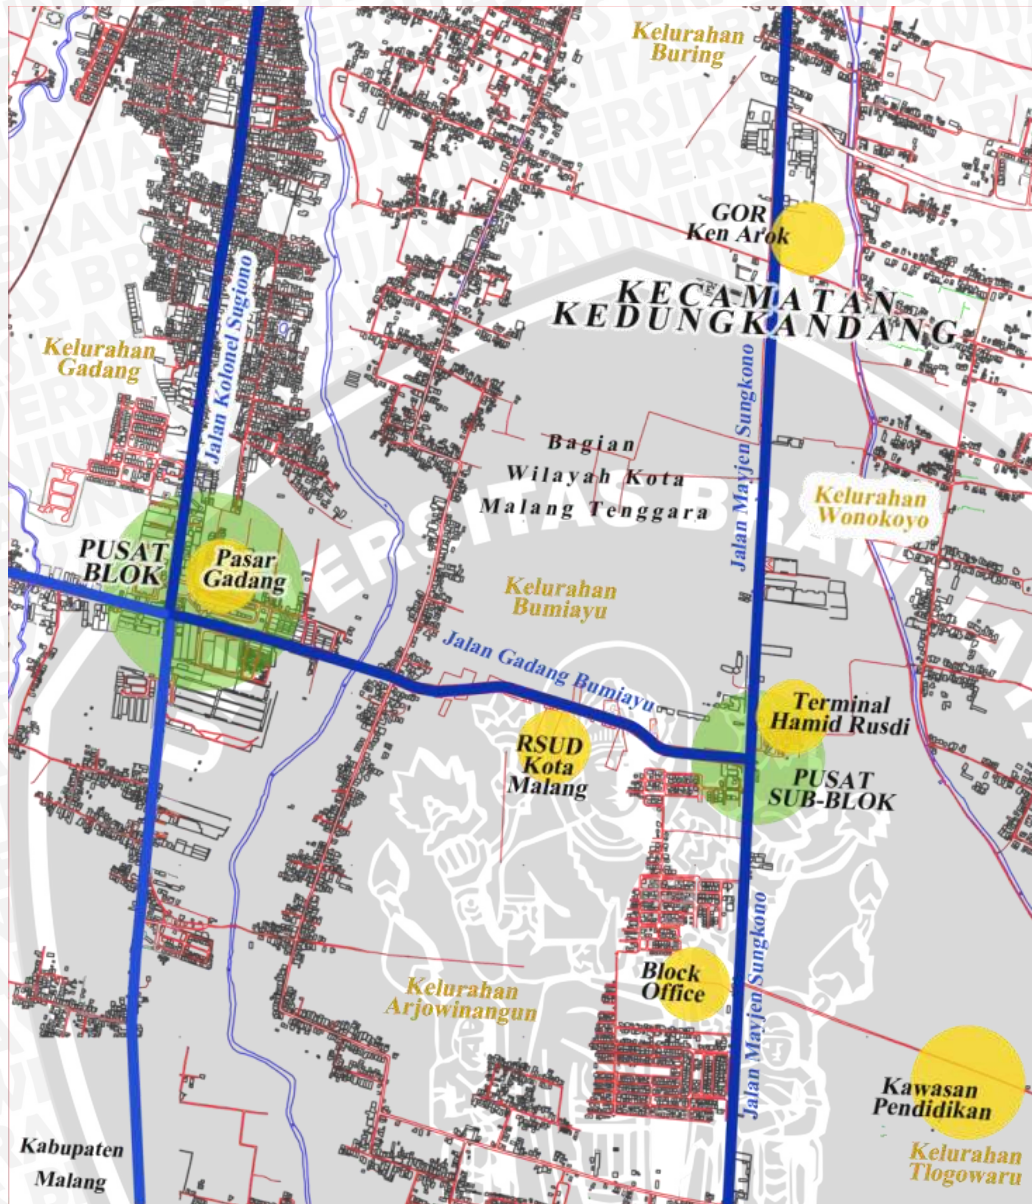 Kelurahan
Buring
GOR
Ken Arok
KECAMATAN
KEDUNGKANDANG
Jalan Kolonel Sugiono
Kelurahan
Gadang
Jalan Mayjen Sungkono
Bagian
Wilayah Kota
Malang Tenggara
Kelurahan
Wonokoyo
PUSAT
BLOK
Pasar
Gadang
Kelurahan
Bumiayu
Jalan Gadang Bumiayu
Terminal
Hamid Rusdi
RSUD
Kota
Malang
PUSAT
SUB-BLOK
Jalan Mayjen Sungkono
Block
Office
Kelurahan
Arjowinangun
Kawasan
Pendidikan
Kabupaten
Malang
Kelurahan
Tlogowaru